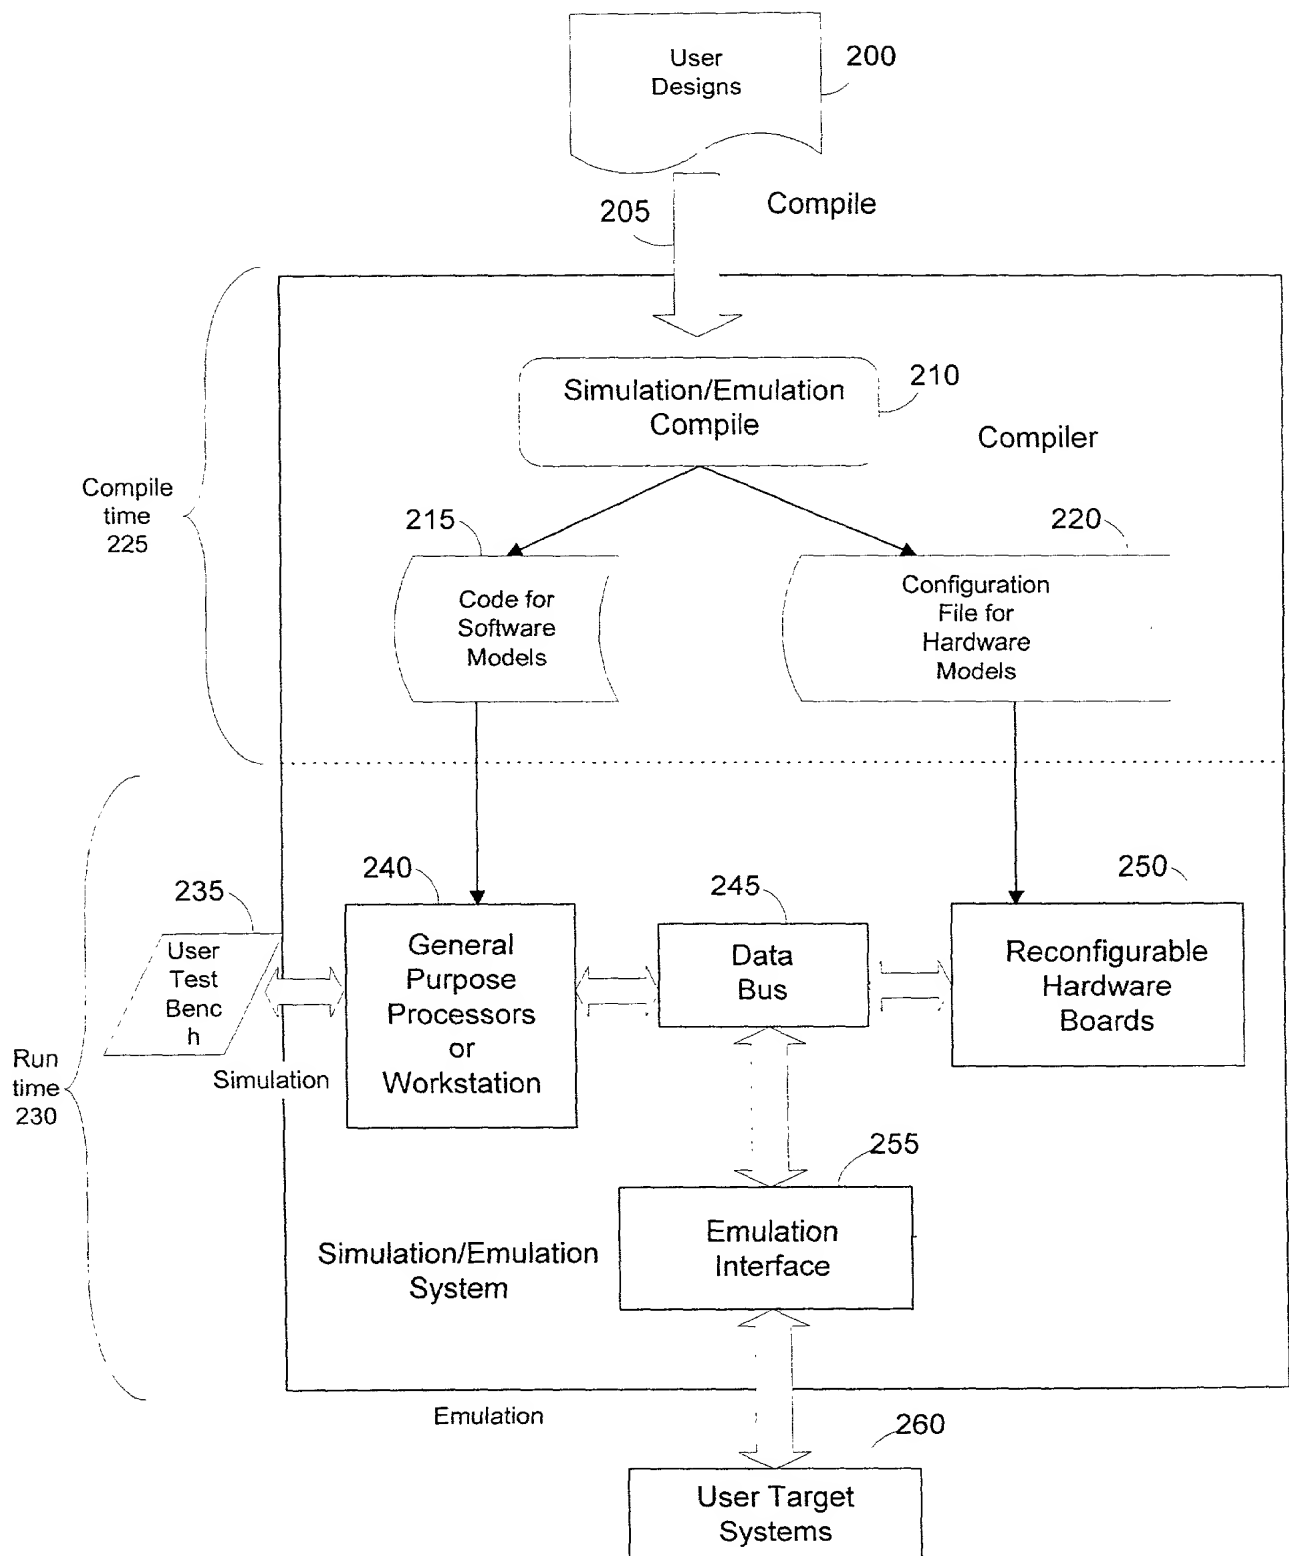 User
Designs
200
205
Compile
Simulation/Emulation
Compile
210
Compiler
Compile
time
225
215
220
Code for
Software
Models
Configuration
File for
Hardware
Models
235
240
245
250
User
Test
Benc
h
General
Purpose
Processors
or
Workstation
Data
Bus
Reconfigurable
Hardware
Boards
Run
time
230
Simulation
255
Simulation/Emulation
System
Emulation
Interface
Emulation
260
User Target
Systems